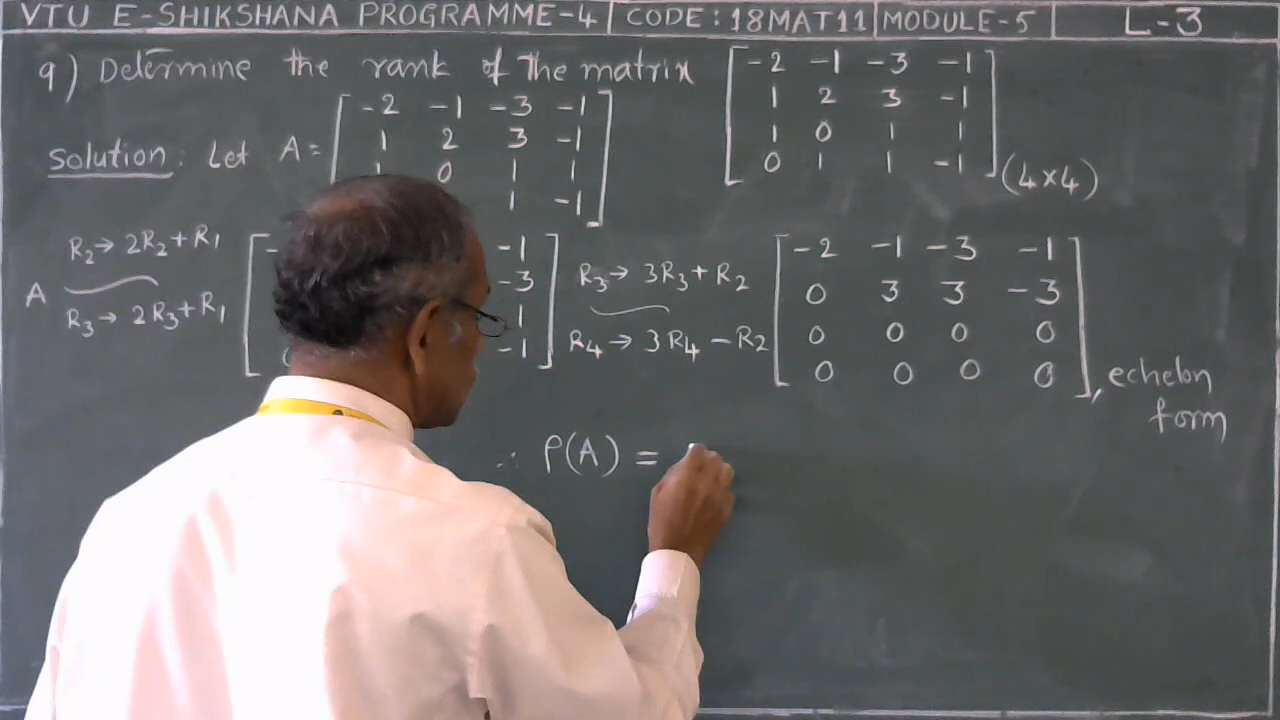 VTU E-SHIKSHANA PROGRAMME-4 CODE: 18MAT11 MODULE-5 L-3
9) Determine the rank of the matrix
-2 -1 -3 -1
1 2 3 -1
1 0 1 1
0 1 1 -1
(4×4)
Solution: Let A =
-2 -1 -3 -1
1 2 3 -1
0 1 1
1 -1
A
R2→ 2R2+R1
R3→ 2R3+R1
-1
-3
1
-1
R3→ 3R3+R2
R4→ 3R4-R2
-2 -1 -3 -1
0 3 3 -3
0 0 0 0
0 0 0 0
, echelon
form
∴ ρ(A) =